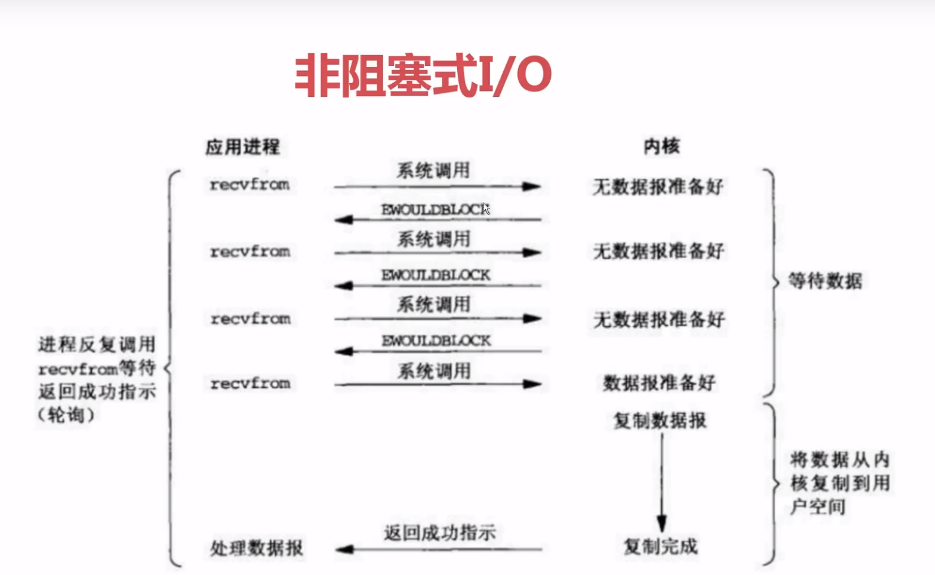 非阻塞式I/O
应用进程
内核
系统调用
recvfrom
无数据报准备好
EWOULDBLOCK
系统调用
recvfrom
无数据报准备好
EWOULDBLOCK
系统调用
recvfrom
无数据报准备好
EWOULDBLOCK
系统调用
recvfrom
数据报准备好
等待数据
进程反复调用
recvfrom等待
返回成功指示
(轮询)
复制数据报
将数据从内
核复制到用
户空间
返回成功指示
处理数据报
复制完成